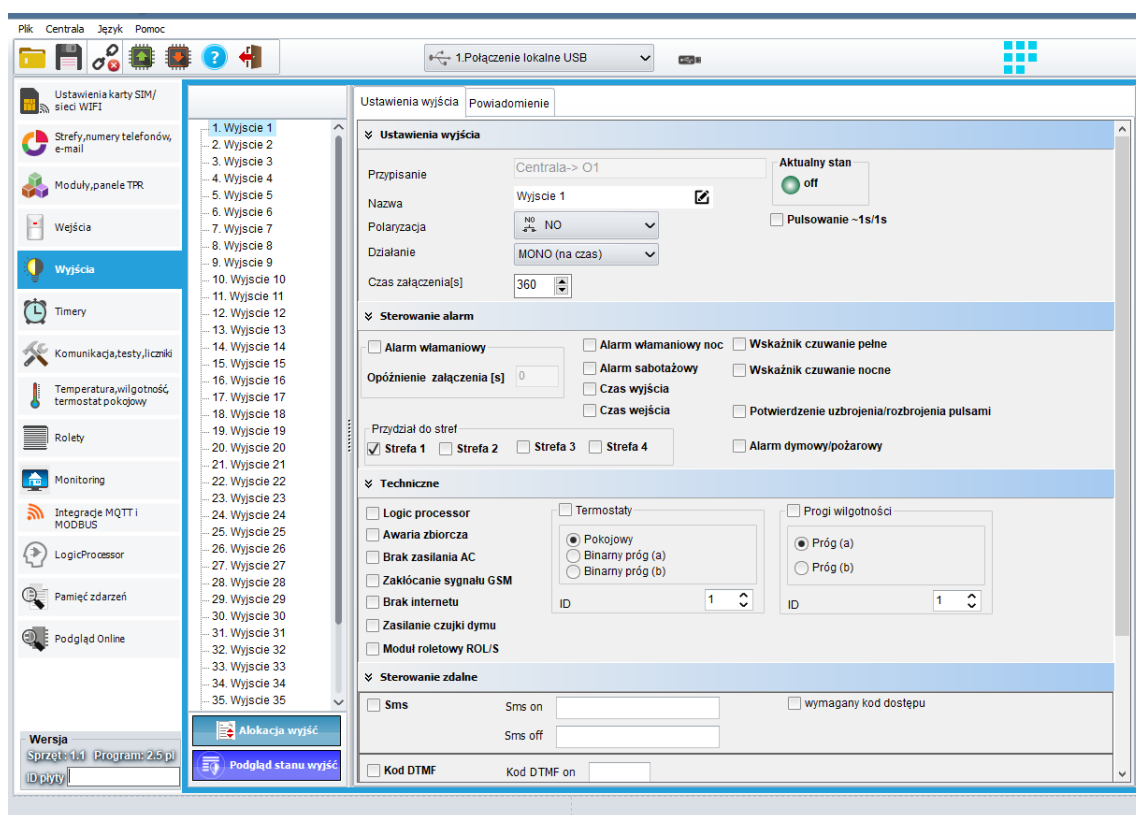 Plik Centrala Język Pomoc
1.Połączenie lokalne USB
Ustawienia karty SIM/
sieci WIFI
Strefy,numery telefonów,
e-mail
Moduły,panele TPR
Wejścia
Wyjścia
Timery
Komunikacja,testy,liczniki
Temperatura,wilgotność,
termostat pokojowy
Rolety
Monitoring
Integracje MQTT i
MODBUS
LogicProcessor
Pamięć zdarzeń
Podgląd Online
Wersja
Sprzęt: 1.1 Program: 2.5 pl
ID płyty
1. Wyjscie 1
2. Wyjscie 2
3. Wyjscie 3
4. Wyjscie 4
5. Wyjscie 5
6. Wyjscie 6
7. Wyjscie 7
8. Wyjscie 8
9. Wyjscie 9
10. Wyjscie 10
11. Wyjscie 11
12. Wyjscie 12
13. Wyjscie 13
14. Wyjscie 14
15. Wyjscie 15
16. Wyjscie 16
17. Wyjscie 17
18. Wyjscie 18
19. Wyjscie 19
20. Wyjscie 20
21. Wyjscie 21
22. Wyjscie 22
23. Wyjscie 23
24. Wyjscie 24
25. Wyjscie 25
26. Wyjscie 26
27. Wyjscie 27
28. Wyjscie 28
29. Wyjscie 29
30. Wyjscie 30
31. Wyjscie 31
32. Wyjscie 32
33. Wyjscie 33
34. Wyjscie 34
35. Wyjscie 35
Alokacja wyjść
Podgląd stanu wyjść
Ustawienia wyjścia Powiadomienie
Ustawienia wyjścia
Przypisanie Centrala-> O1
Aktualny stan
off
Nazwa Wyjscie 1
Pulsowanie ~1s/1s
Polaryzacja NO NO
Działanie MONO (na czas)
Czas załączenia[s] 360
Sterowanie alarm
Alarm włamaniowy Alarm włamaniowy noc Wskaźnik czuwanie pełne
Opóźnienie załączenia [s] 0 Alarm sabotażowy Wskaźnik czuwanie nocne
Czas wyjścia
Czas wejścia Potwierdzenie uzbrojenia/rozbrojenia pulsami
Przydział do stref
Strefa 1 Strefa 2 Strefa 3 Strefa 4 Alarm dymowy/pożarowy
Techniczne
Logic processor Termostaty Progi wilgotności
Awaria zbiorcza Pokojowy Próg (a)
Brak zasilania AC Binarny próg (a)
Zakłócanie sygnału GSM Binarny próg (b) Próg (b)
Brak internetu ID 1 ID 1
Zasilanie czujki dymu
Moduł roletowy ROL/S
Sterowanie zdalne
Sms Sms on wymagany kod dostępu
Sms off
Kod DTMF Kod DTMF on